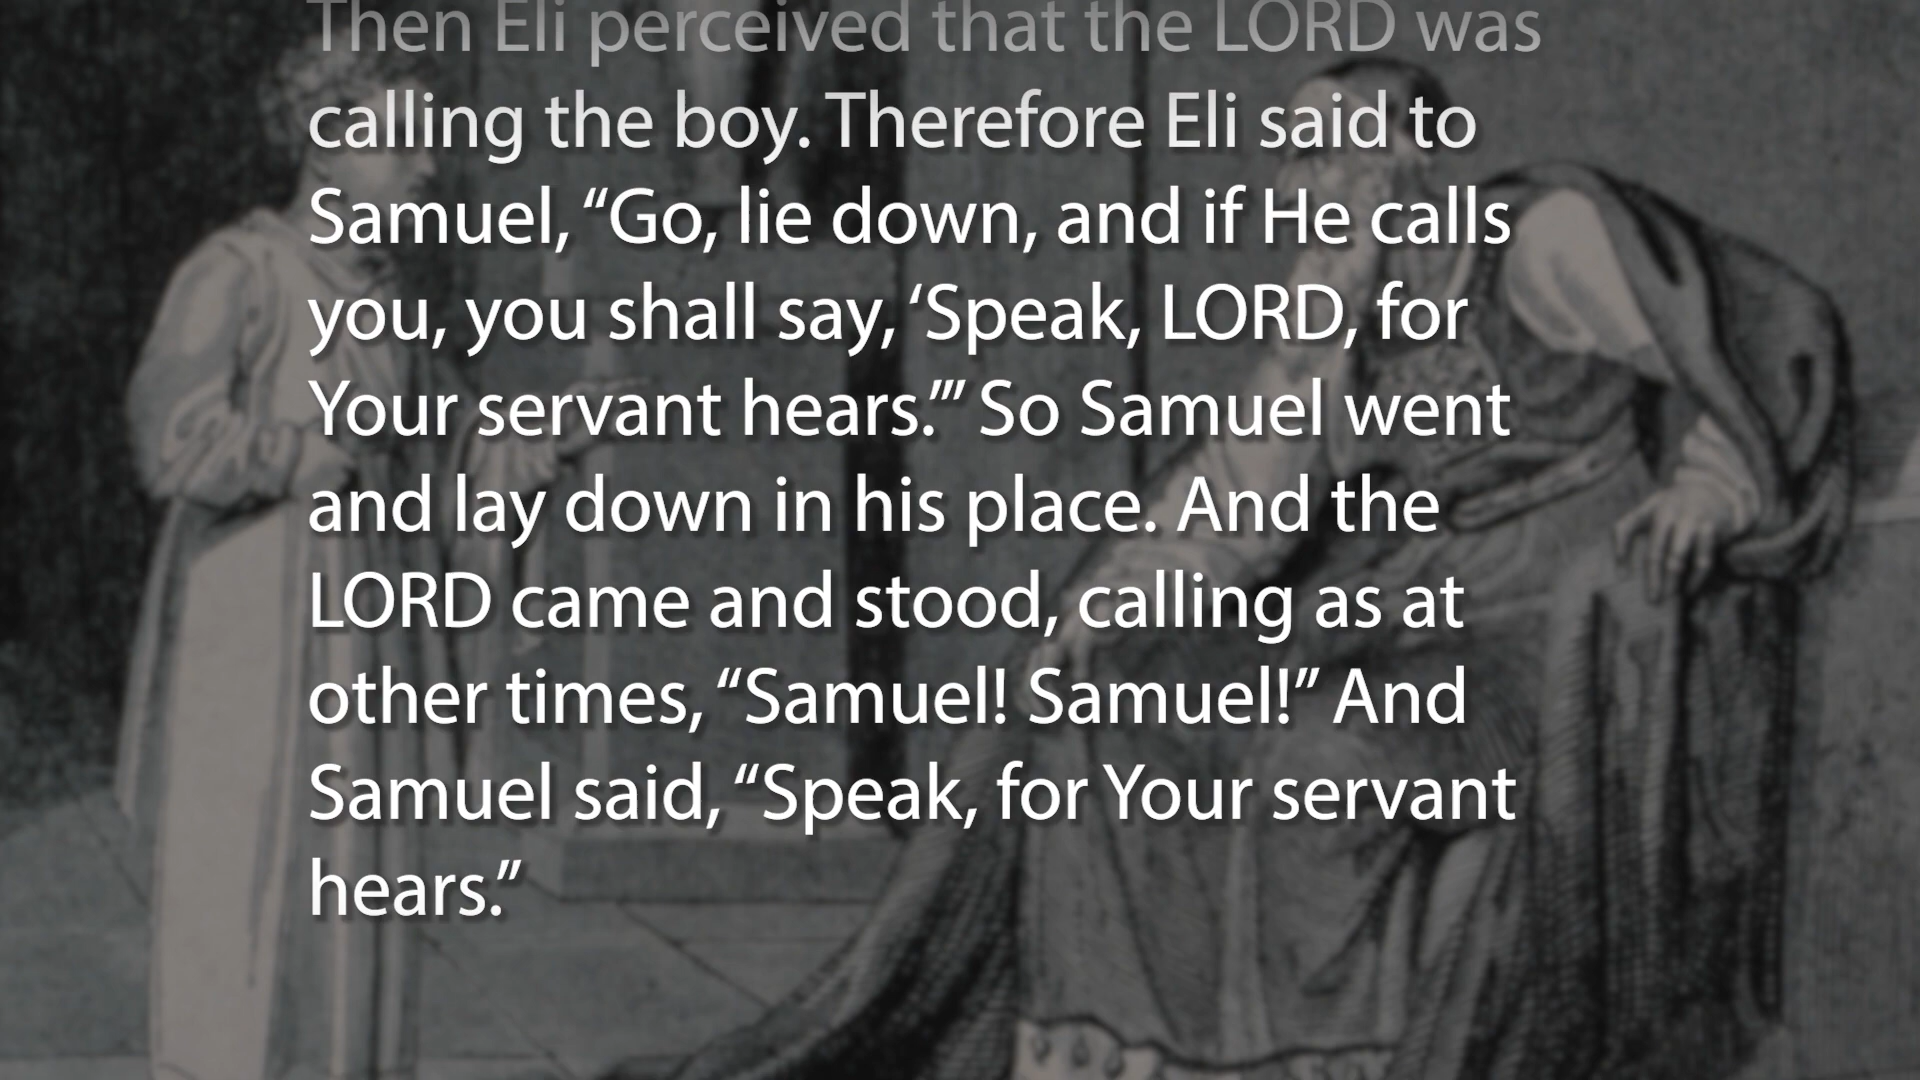 Then Eli perceived that the LORD was
calling the boy. Therefore Eli said to
Samuel, “Go, lie down, and if He calls
you, you shall say, ‘Speak, LORD, for
Your servant hears.’” So Samuel went
and lay down in his place. And the
LORD came and stood, calling as at
other times, “Samuel! Samuel!” And
Samuel said, “Speak, for Your servant
hears.”